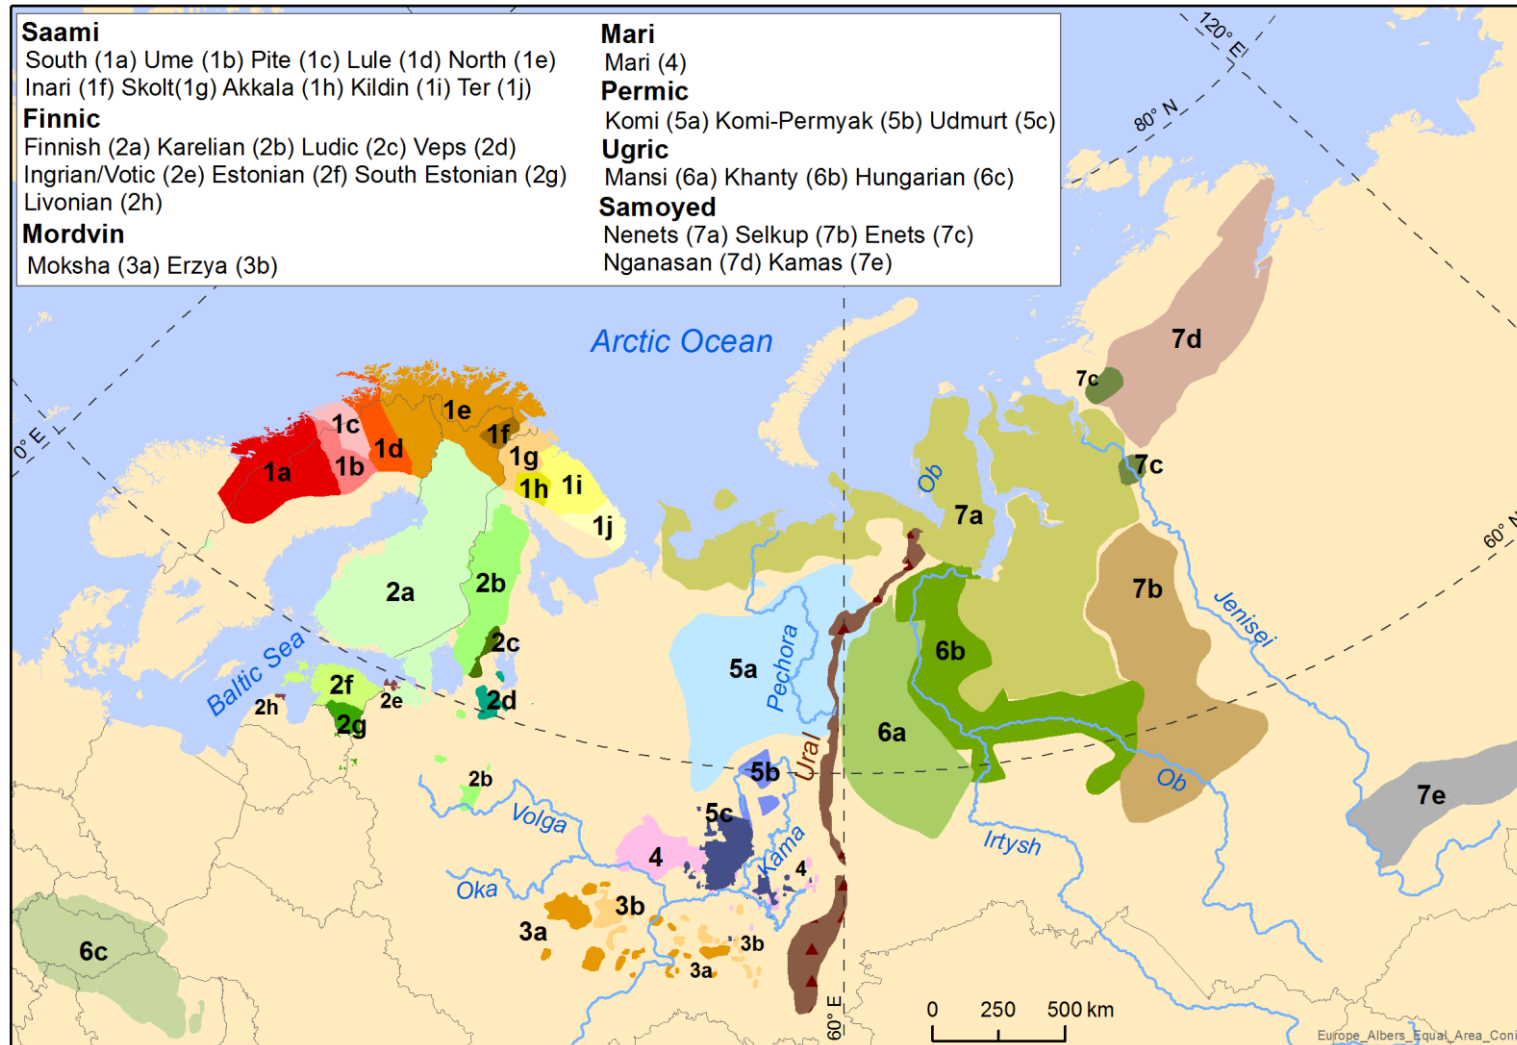 Saami
South (1a) Ume (1b) Pite (1c) Lule (1d) North (1e)
Inari (1f) Skolt(1g) Akkala (1h) Kildin (1i) Ter (1j)
Finnic
Finnish (2a) Karelian (2b) Ludic (2c) Veps (2d)
Ingrian/Votic (2e) Estonian (2f) South Estonian (2g)
Livonian (2h)
Mordvin
Moksha (3a) Erzya (3b)
Mari
Mari (4)
Permic
Komi (5a) Komi-Permyak (5b) Udmurt (5c)
Ugric
Mansi (6a) Khanty (6b) Hungarian (6c)
Samoyed
Nenets (7a) Selkup (7b) Enets (7c)
Nganasan (7d) Kamas (7e)
120° E
80° N
Arctic Ocean
7d
7c
0° E
1c
1e
1f
1d
1g
1a
1b
1h
1i
1j
Ob
7c
7a
60° N
2a
2b
7b
Jenisei
2c
Baltic Sea
Pechora
6b
5a
2f
2h
2e
2d
2g
6a
Ural
5b
2b
Ob
7e
Volga
5c
Kama
Irtysh
4
4
Oka
3b
3a
3b
3a
6c
60° E
0 250 500 km
Europe_Albers_Equal_Area_Coni